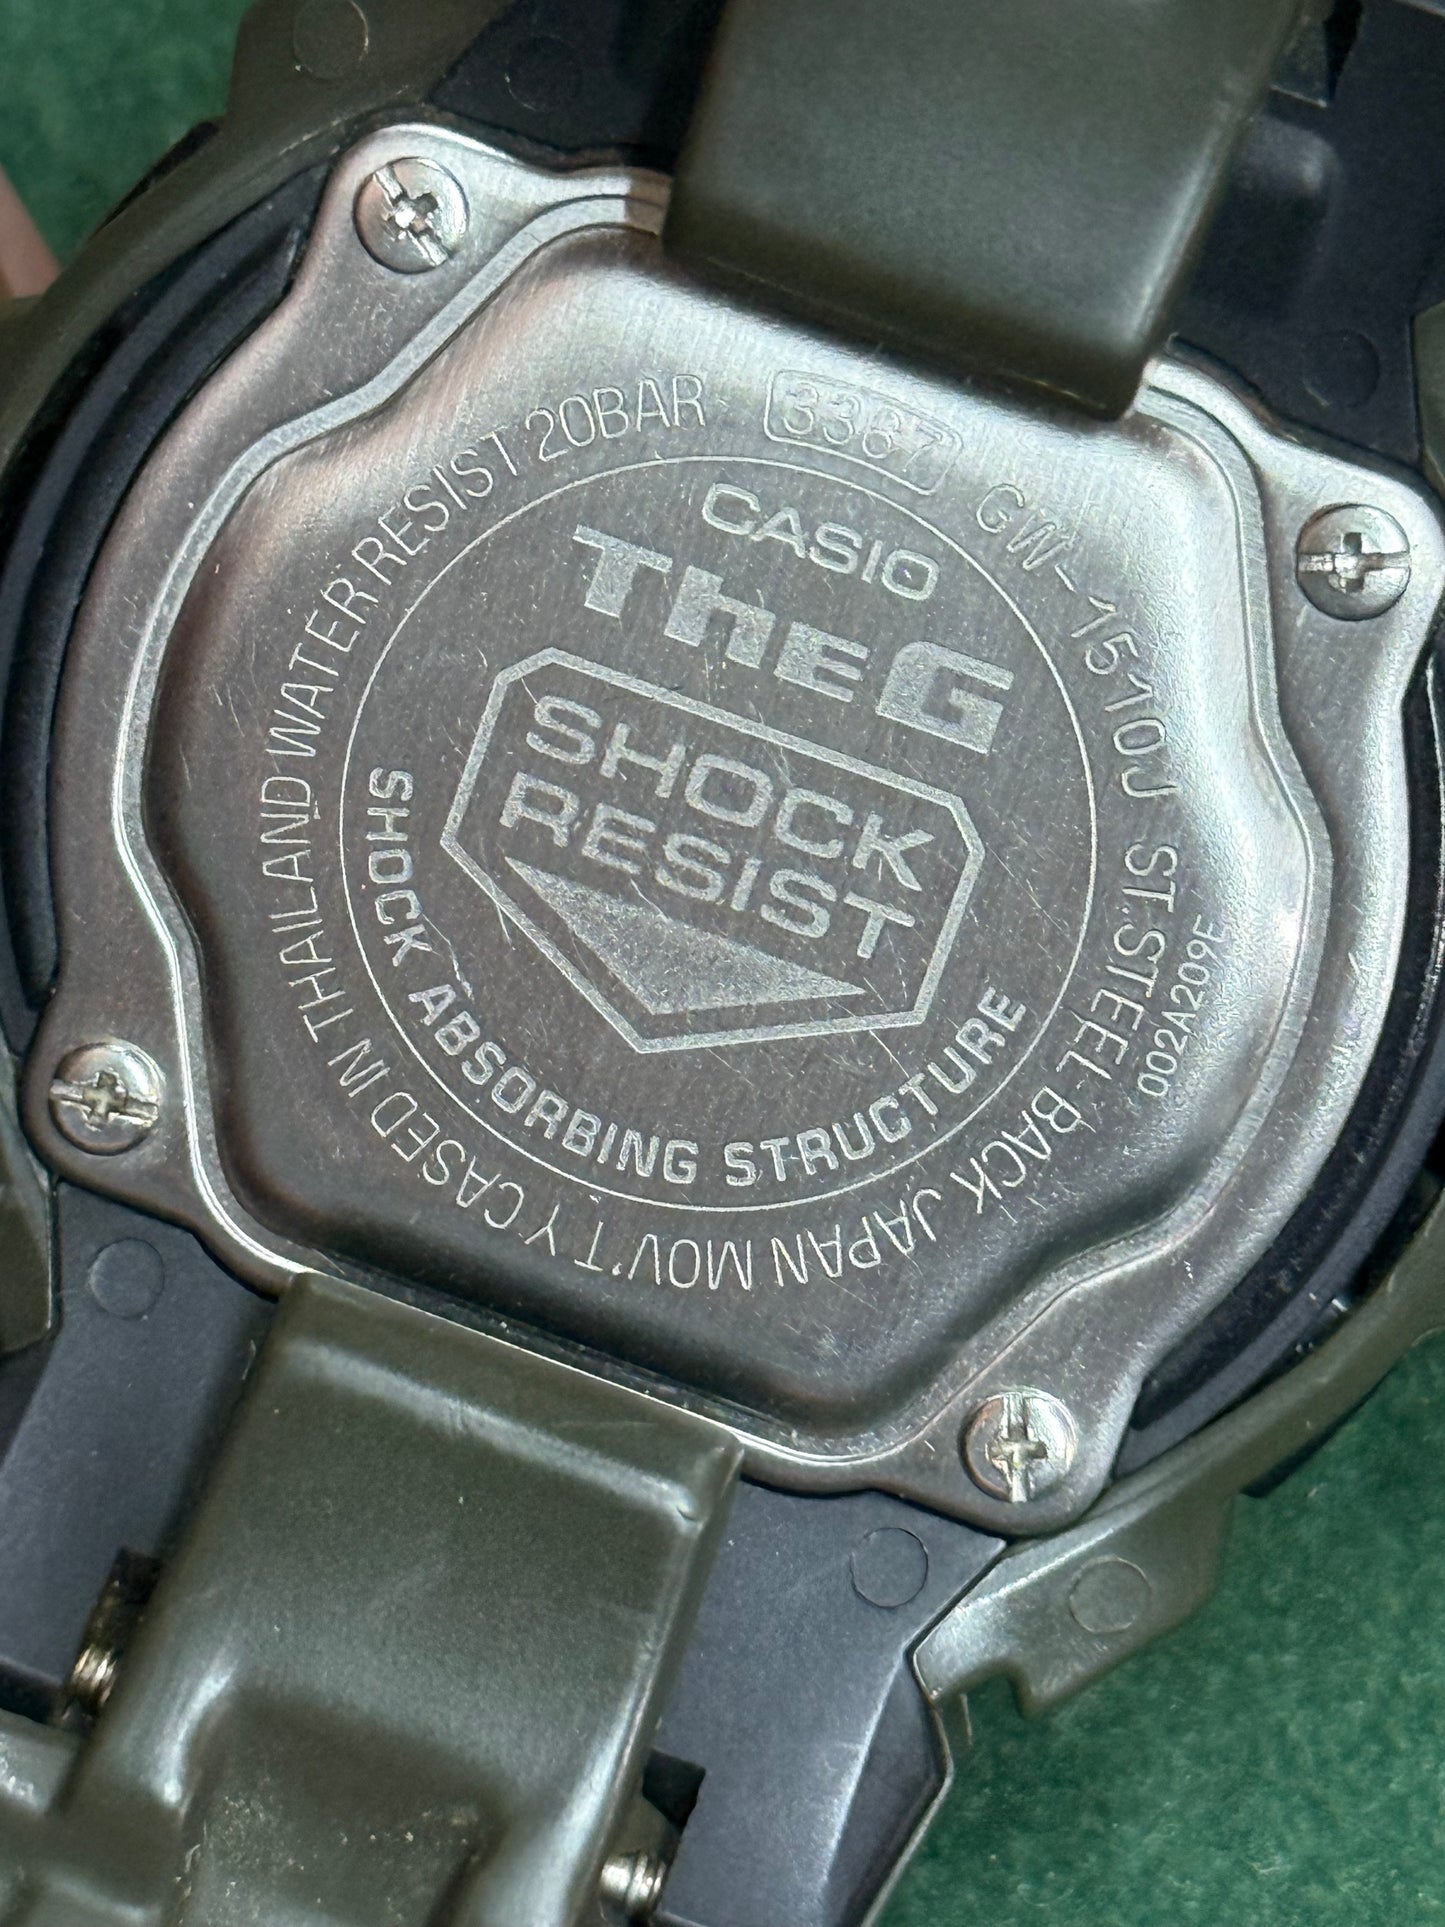 WATER RESIST 20BAR
3387
GW-1510J
ST.STEEL BACK
JAPAN MOV'T Y
CASED IN THAILAND
002A209E
CASIO
The G
SHOCK
RESIST
SHOCK ABSORBING STRUCTURE